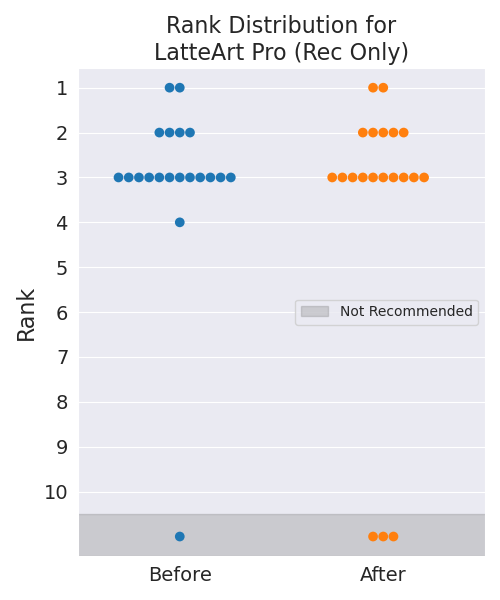 Rank Distribution for
LatteArt Pro (Rec Only)
Rank
1
2
3
4
5
6
7
8
9
10
Not Recommended
Before
After